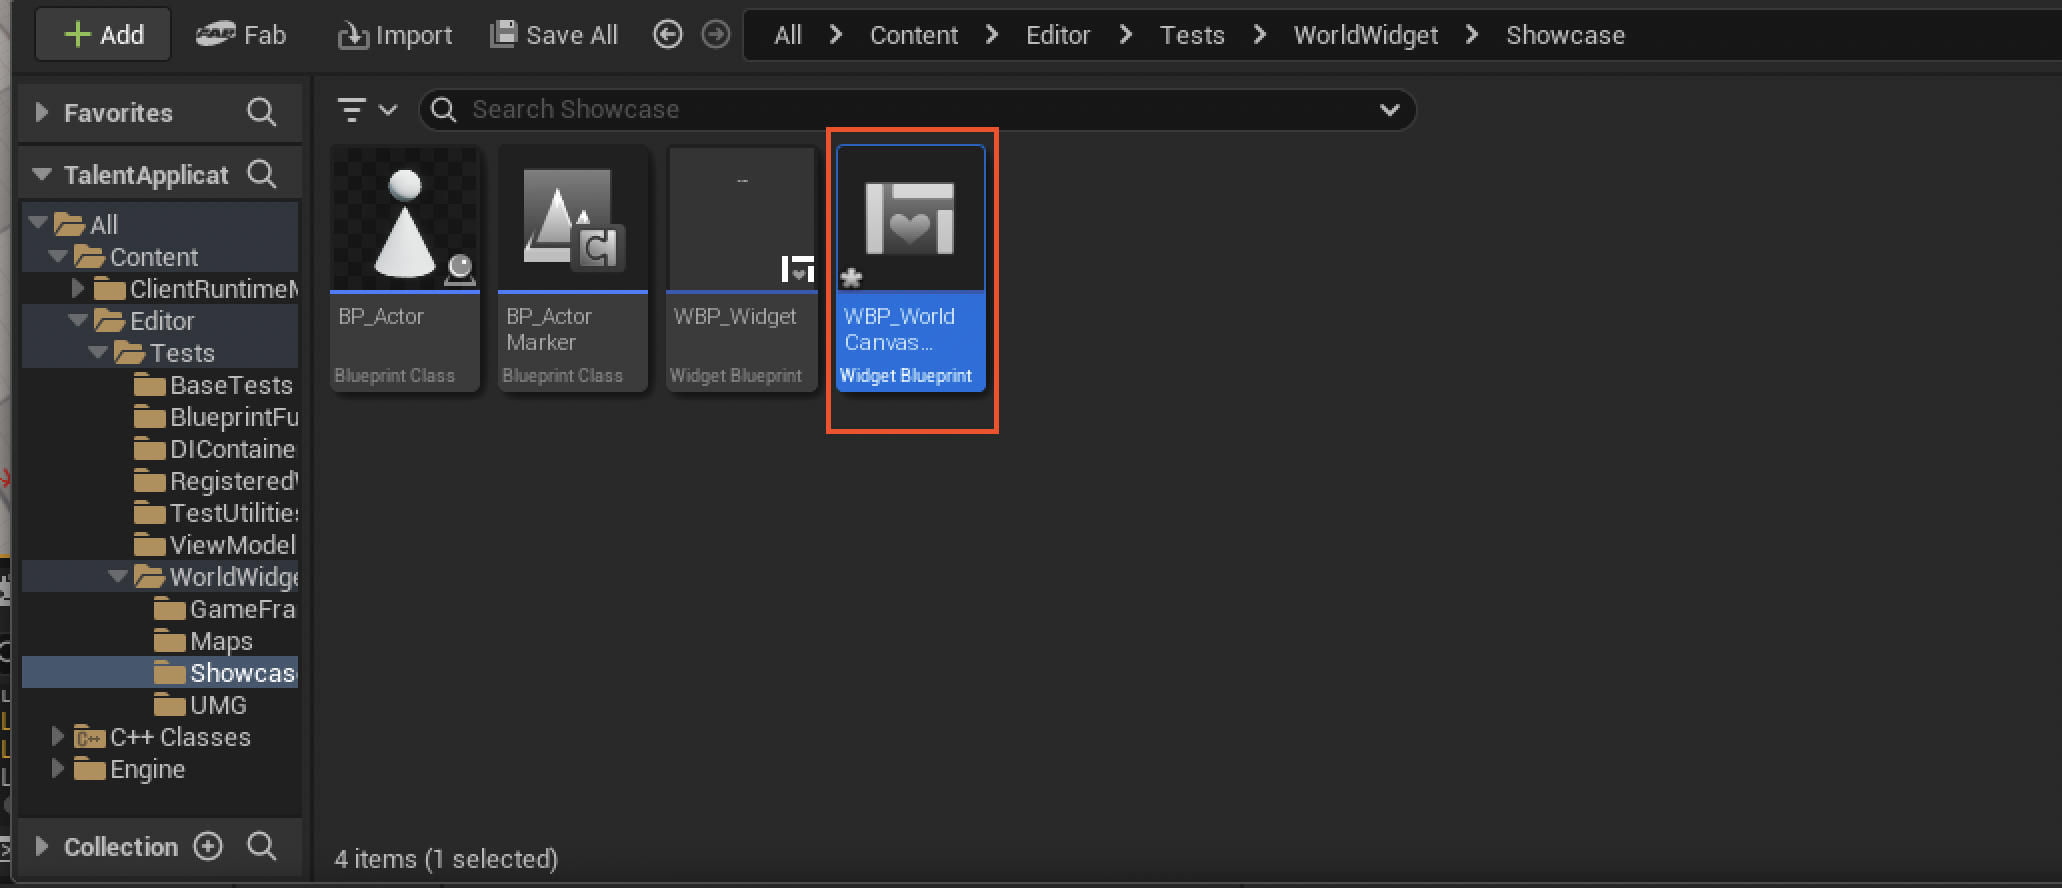 Add
Fab
Import
Save All
All > Content > Editor > Tests > WorldWidget > Showcase
Favorites
Search Showcase
TalentApplicat
All
Content
ClientRuntimeM
Editor
Tests
BaseTests
BlueprintFu
DIContaine
Registered
TestUtilities
ViewModel
WorldWidge
GameFra
Maps
Showcase
UMG
C++ Classes
Engine
Collection
BP_Actor
Blueprint Class
BP_Actor
Marker
Blueprint Class
WBP_Widget
Widget Blueprint
WBP_World
Canvas...
Widget Blueprint
4 items (1 selected)